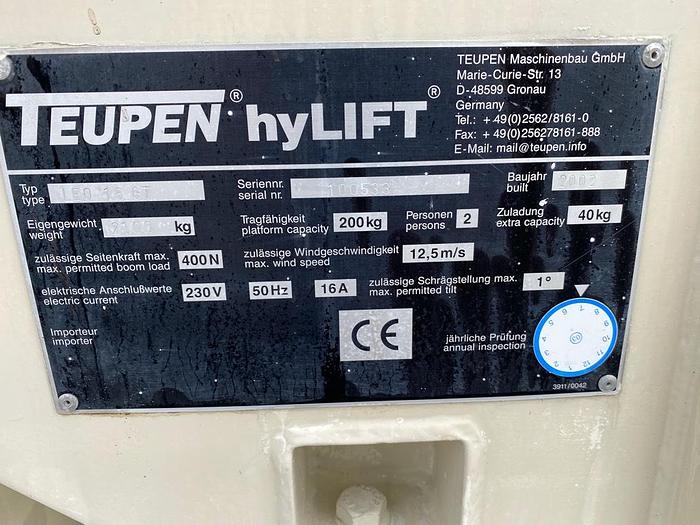 TEUPEN® hyLIFT®
TEUPEN Maschinenbau GmbH
Marie-Curie-Str. 13
D-48599 Gronau
Germany
Tel.: + 49(0)2562/8161-0
Fax: + 49(0)256278161-888
E-Mail: mail@teupen.info
Typ
type
Seriennr.
serial nr.
100533
Baujahr
built
Eigengewicht
weight
kg
Tragfähigkeit
platform capacity
200kg
Personen
persons
2
Zuladung
extra capacity
40kg
zulässige Seitenkraft max.
max. permitted boom load
400N
zulässige Windgeschwindigkeit
max. wind speed
12,5m/s
elektrische Anschlußwerte
electric current
230V
50Hz
16A
zulässige Schrägstellung max.
max. permitted tilt
1°
Importeur
importer
CE
jährliche Prüfung
annual inspection
3911/0042